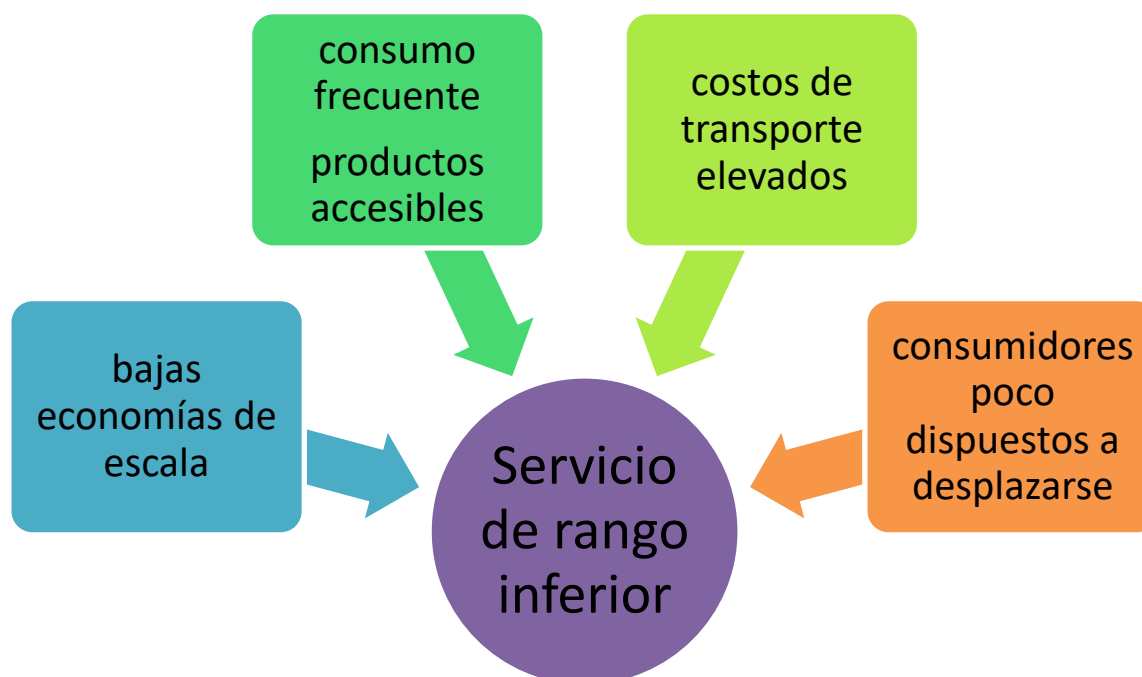 consumo
frecuente
productos
accesibles
costos de
transporte
elevados
bajas
economías de
escala
consumidores
poco
dispuestos a
desplazarse
Servicio
de rango
inferior